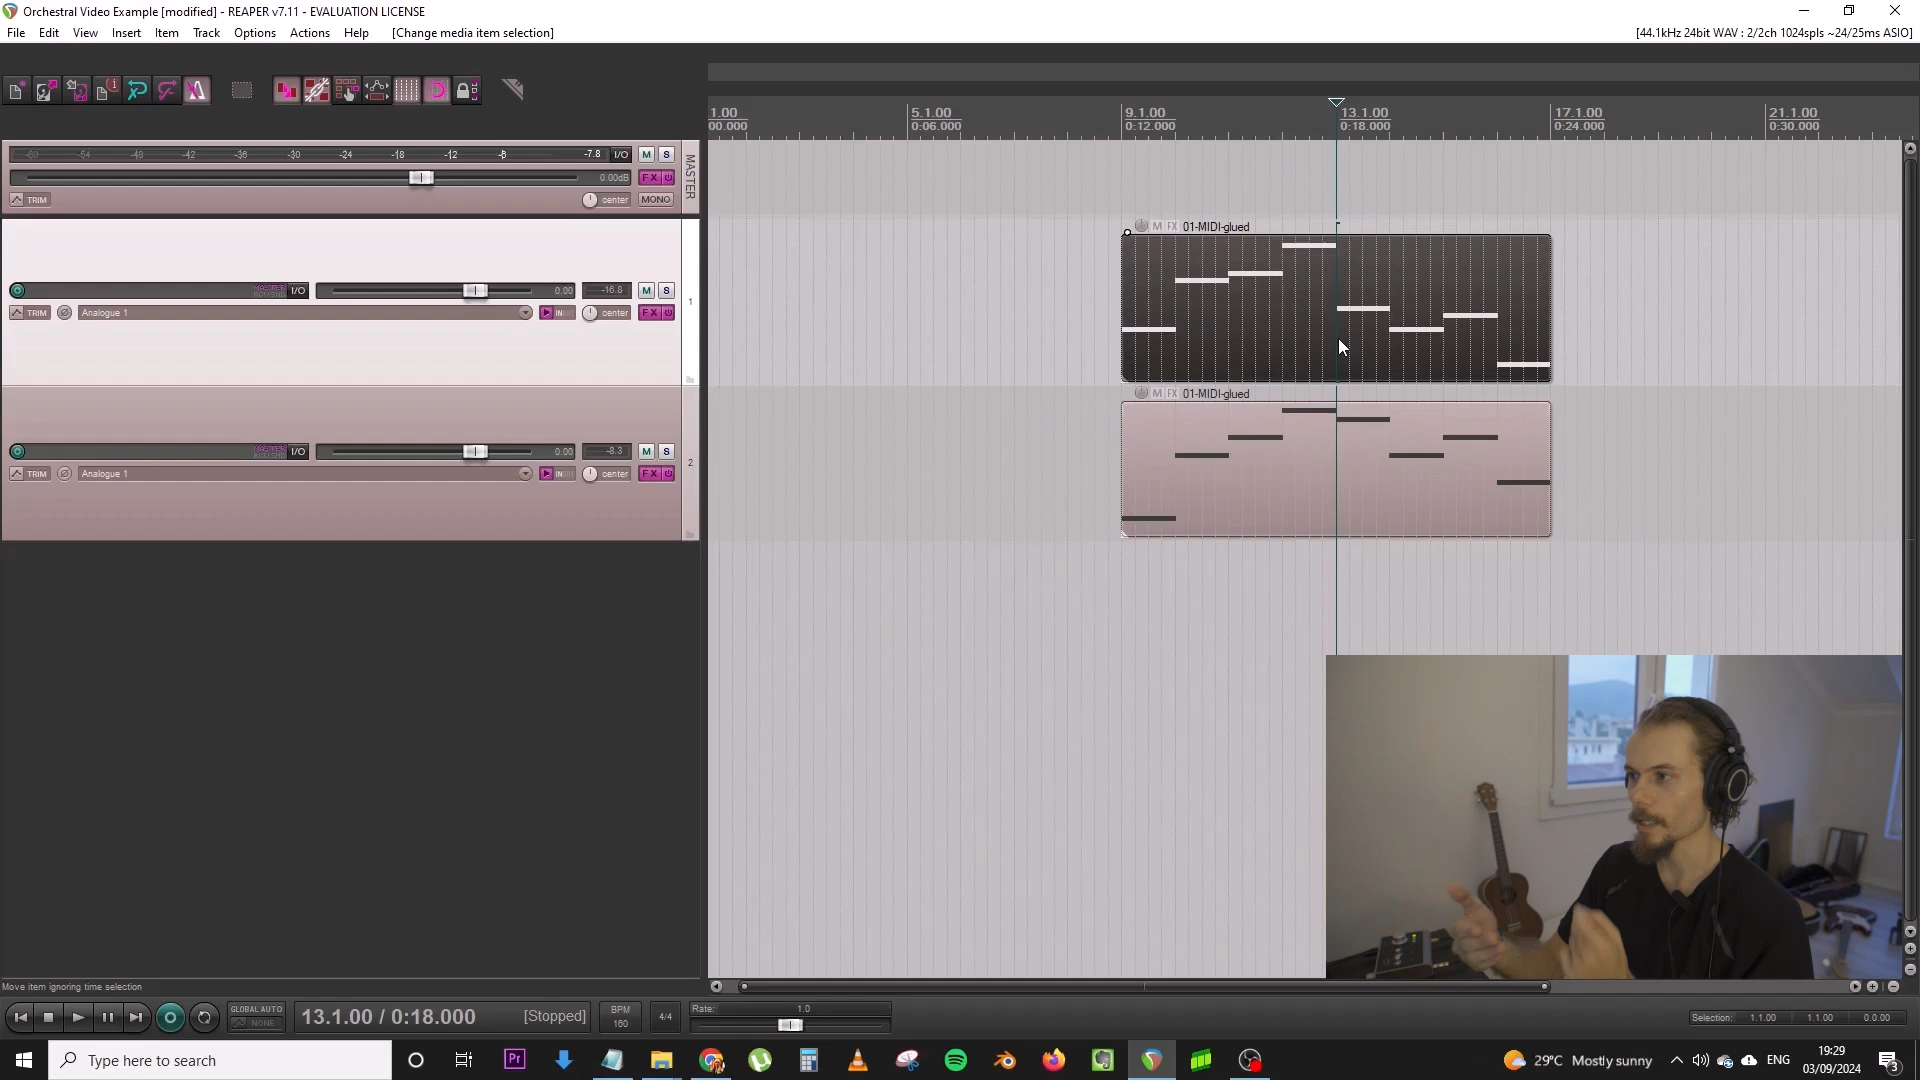 Orchestral Video Example [modified] - REAPER v7.11 - EVALUATION LICENSE
File Edit View Insert Item Track Options Actions Help [Change media item selection]
[44.1kHz 24bit WAV : 2/2ch 1024spls ~24/25ms ASIO]
1.00 5.1.00 9.1.00 13.1.00 17.1.00 21.1.00
00.000 0:06.000 0:12.000 0:18.000 0:24.000 0:30.000
-60 -54 -48 -42 -36 -30 -24 -18 -12 -6 -7.8 I/O M S
MASTER
0.00dB FX
TRIM center MONO
M FX 01-MIDI-glued
I/O 0.00 -16.8 M S
1
TRIM Analogue 1 IN center FX
M FX 01-MIDI-glued
I/O 0.00 -8.3 M S
2
TRIM Analogue 1 IN center FX
Move item ignoring time selection
GLOBAL AUTO
NONE
13.1.00 / 0:18.000 [Stopped]
BPM
160
4/4
Rate: 1.0
Selection: 1.1.00 1.1.00 0.0.00
Type here to search
Pr
29°C Mostly sunny
ENG
19:29
03/09/2024
3